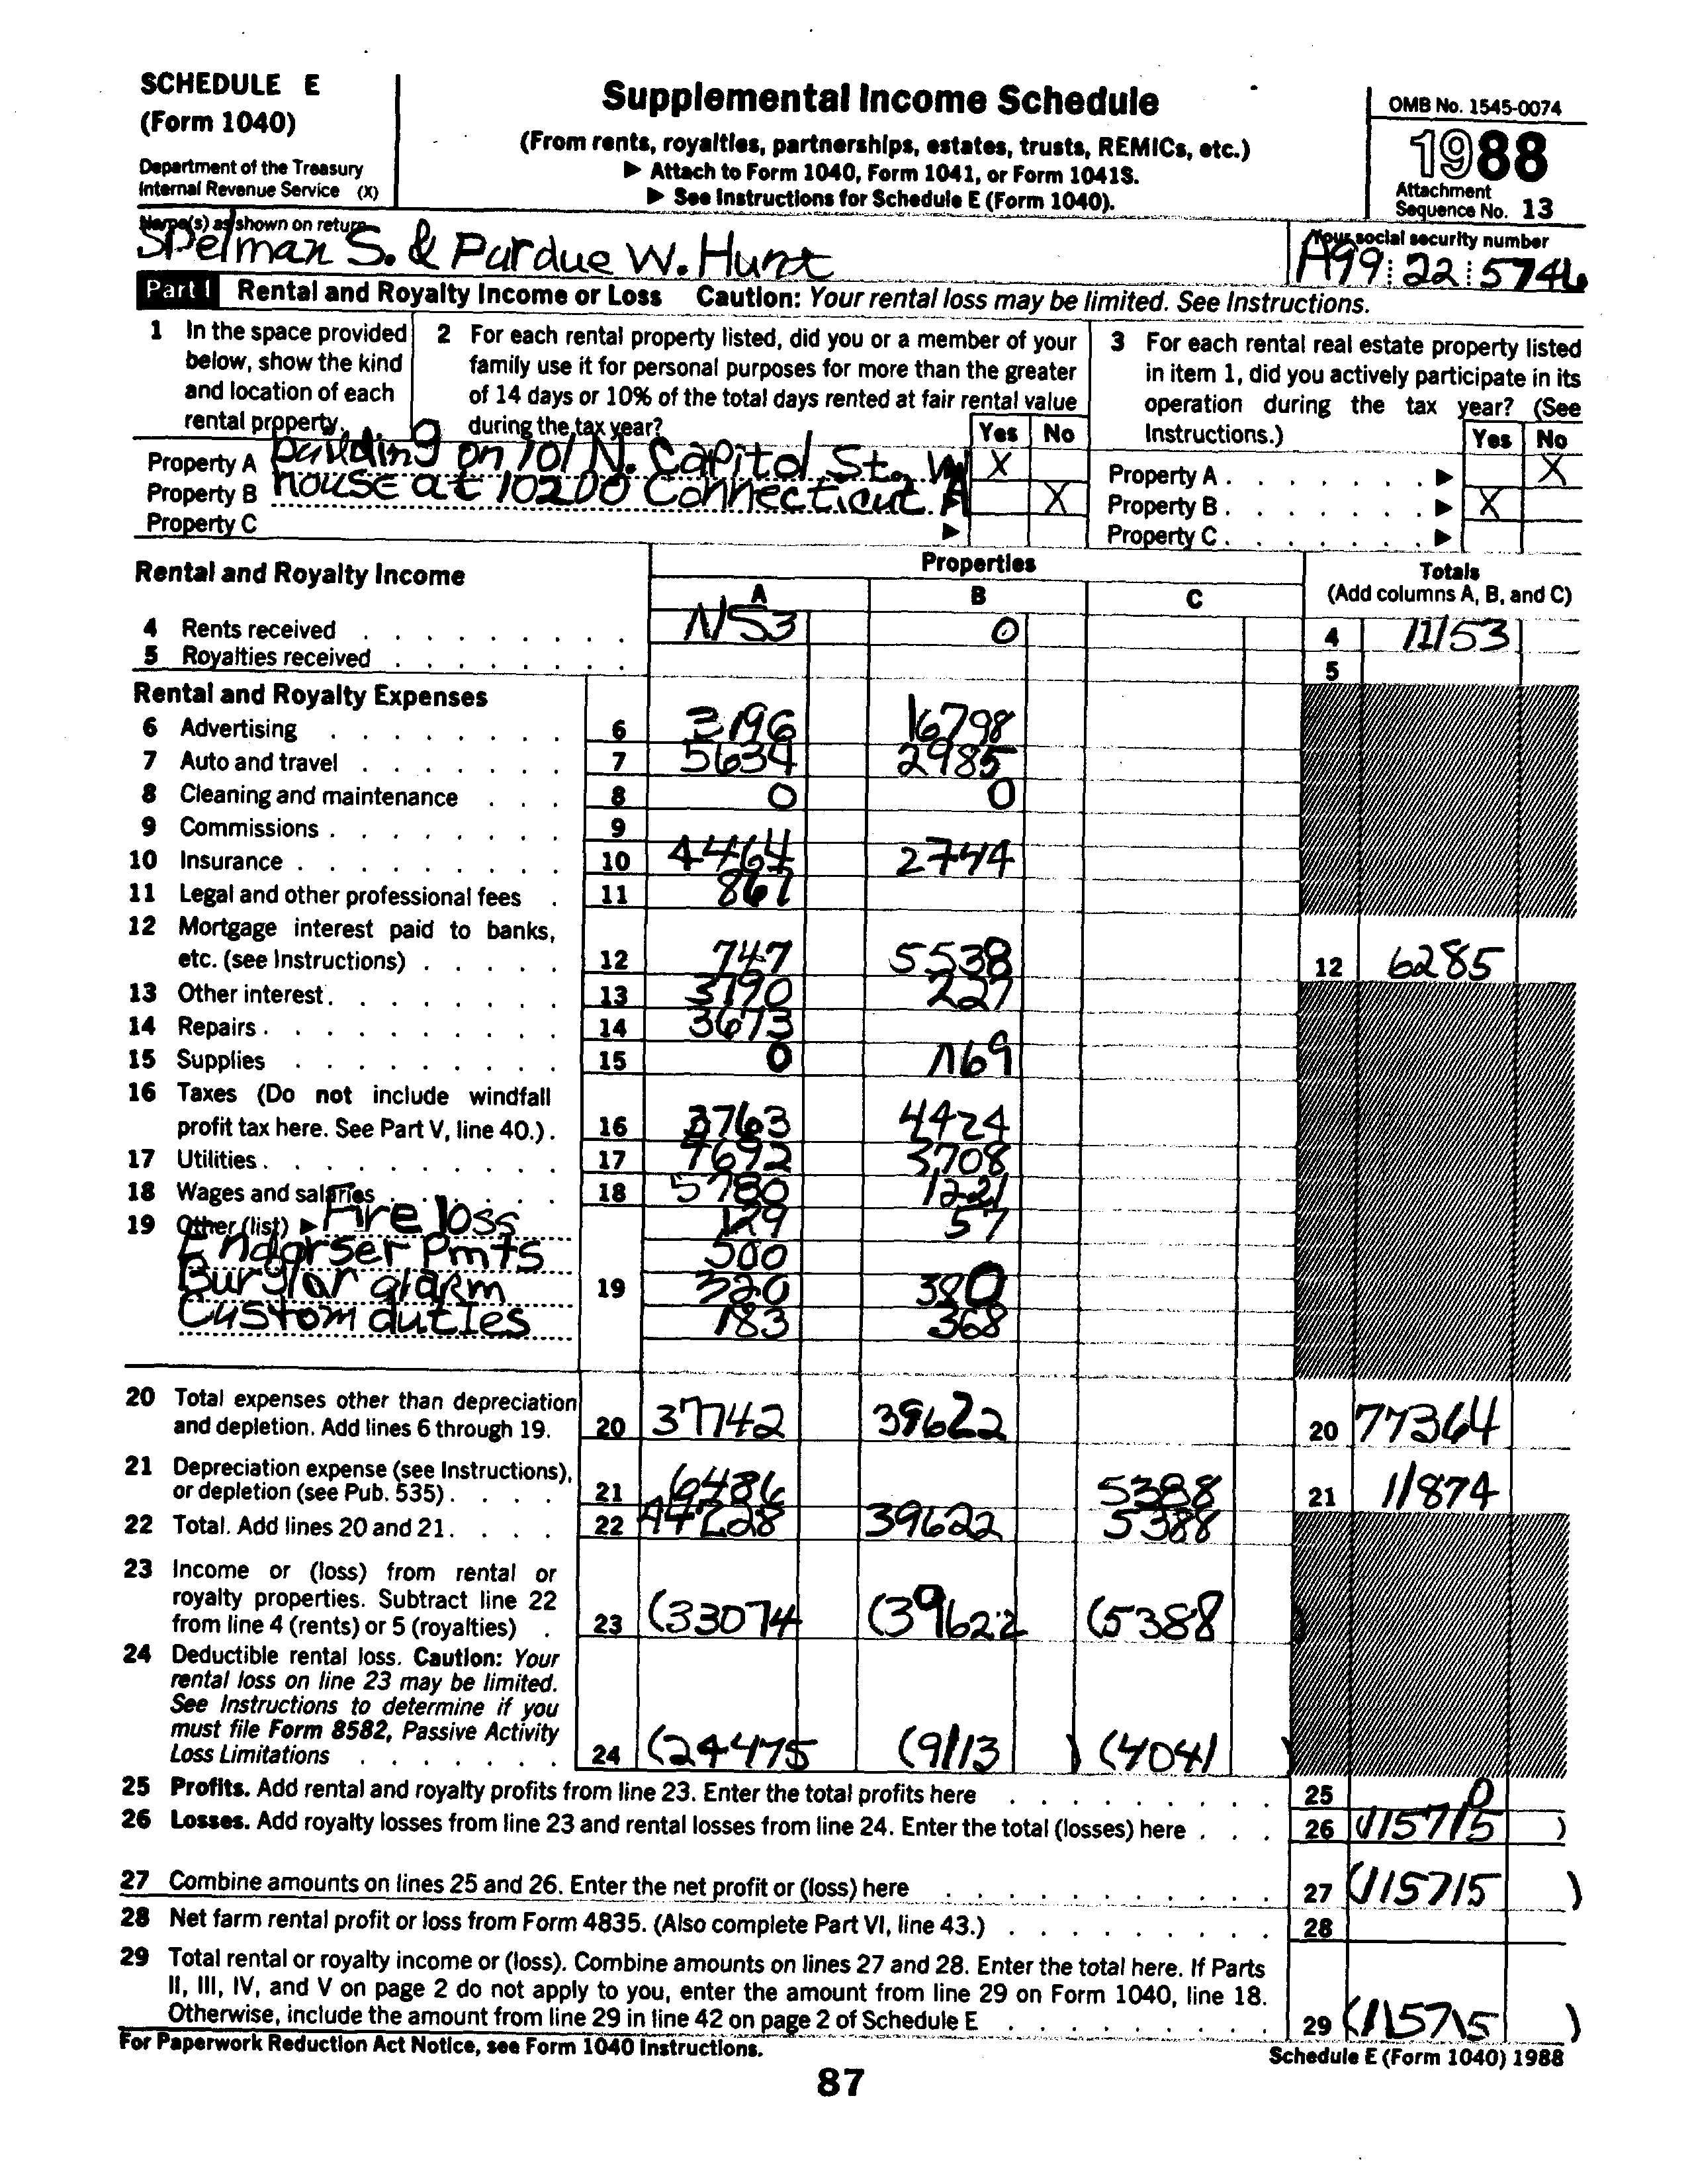 SCHEDULE E
(Form 1040)
Department of the Treasury
Internal Revenue Service (X)
Supplemental Income Schedule
(From rents, royalties, partnerships, estates, trusts, REMICs, etc.)
▶ Attach to Form 1040, Form 1041, or Form 1041S.
▶ See Instructions for Schedule E (Form 1040).
OMB No. 1545-0074
1988
Attachment
Sequence No. 13
Name(s) as shown on return
Spelman S. & Purdue W. Hunt
Your social security number
A99 22 5746
Part I Rental and Royalty Income or Loss Caution: Your rental loss may be limited. See Instructions.
1 In the space provided
below, show the kind
and location of each
rental property.
2 For each rental property listed, did you or a member of your
family use it for personal purposes for more than the greater
of 14 days or 10% of the total days rented at fair rental value
during the tax year?
Yes No
3 For each rental real estate property listed
in item 1, did you actively participate in its
operation during the tax year? (See
Instructions.)
Yes No
Property A building on 101 N. Capitol St. W X
Property B house at 10200 Connecticut A X
Property C ▶
Property A . . . . . . . ▶ X
Property B . . . . . . . ▶ X
Property C . . . . . . . ▶
Rental and Royalty Income
Properties
A B C
Totals
(Add columns A, B, and C)
4 Rents received 0 4 11153
5 Royalties received 5
Rental and Royalty Expenses
6 Advertising 6 3196 16798
7 Auto and travel 7 5634 2985
8 Cleaning and maintenance 8 0 0
9 Commissions 9
10 Insurance 10 4464 2744
11 Legal and other professional fees 11 861
12 Mortgage interest paid to banks,
etc. (see Instructions) 12 747 5538 12 6285
13 Other interest 13 3790 227
14 Repairs 14 3673
15 Supplies 15 0 1169
16 Taxes (Do not include windfall
profit tax here. See Part V, line 40.) 16 3763 4424
17 Utilities 17 4692 3708
18 Wages and salaries 18 5780 1221
19 Other (list) ▶ Fire loss 129 57
Endorser Pmts 500
Burglar alarm 19 320 380
Custom duties 183 368
20 Total expenses other than depreciation
and depletion. Add lines 6 through 19. 20 37742 39622 20 77364
21 Depreciation expense (see Instructions),
or depletion (see Pub. 535) 21 6486 5388 21 11874
22 Total. Add lines 20 and 21 22 44228 39622 5388
23 Income or (loss) from rental or
royalty properties. Subtract line 22
from line 4 (rents) or 5 (royalties) 23 (33074 (39622 (5388 )
24 Deductible rental loss. Caution: Your
rental loss on line 23 may be limited.
See Instructions to determine if you
must file Form 8582, Passive Activity
Loss Limitations 24 (24475 (9113 ) (4041 )
25 Profits. Add rental and royalty profits from line 23. Enter the total profits here 25 0
26 Losses. Add royalty losses from line 23 and rental losses from line 24. Enter the total (losses) here 26 (115715 )
27 Combine amounts on lines 25 and 26. Enter the net profit or (loss) here 27 (115715 )
28 Net farm rental profit or loss from Form 4835. (Also complete Part VI, line 43.) 28
29 Total rental or royalty income or (loss). Combine amounts on lines 27 and 28. Enter the total here. If Parts
II, III, IV, and V on page 2 do not apply to you, enter the amount from line 29 on Form 1040, line 18.
Otherwise, include the amount from line 29 in line 42 on page 2 of Schedule E 29 (115715 )
For Paperwork Reduction Act Notice, see Form 1040 Instructions.
Schedule E (Form 1040) 1988
87